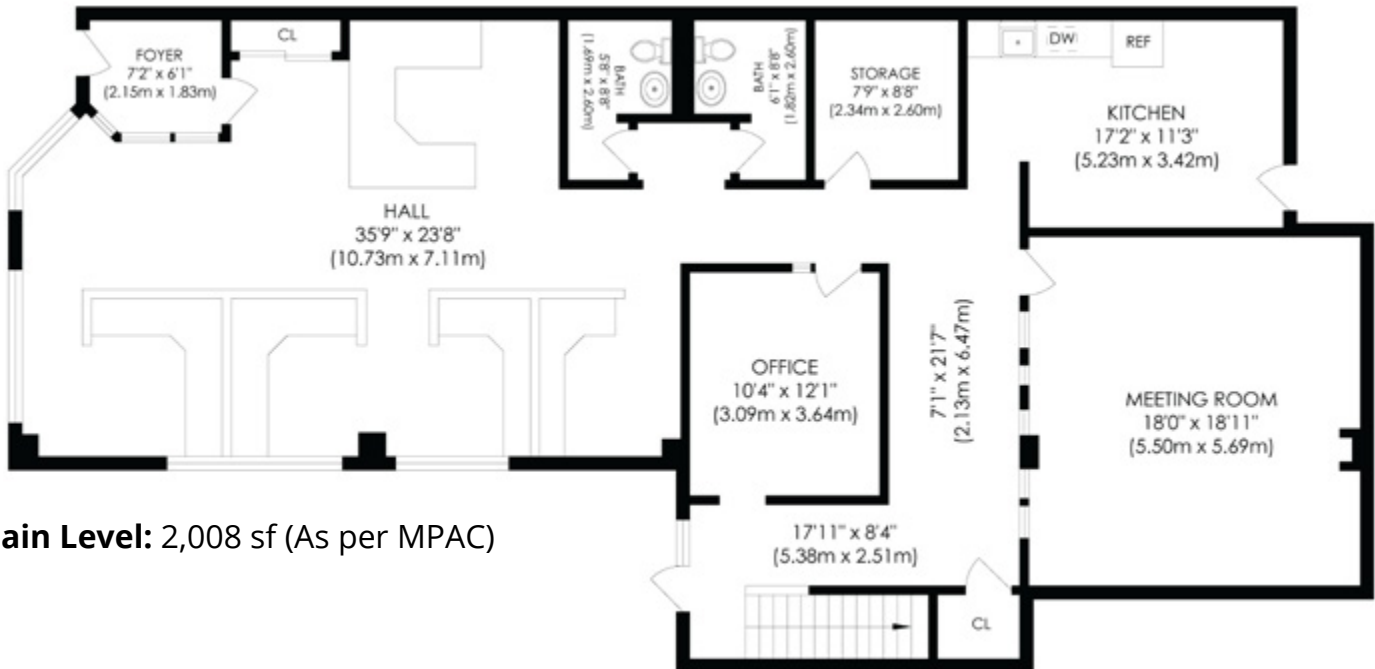 CL
FOYER
7'2" x 6'1"
(2.15m x 1.83m)
BATH
5'8" x 8'8"
(1.69m x 2.60m)
BATH
6'1" x 8'8"
(1.82m x 2.60m)
STORAGE
7'9" x 8'8"
(2.34m x 2.60m)
DW
REF
KITCHEN
17'2" x 11'3"
(5.23m x 3.42m)
HALL
35'9" x 23'8"
(10.73m x 7.11m)
OFFICE
10'4" x 12'1"
(3.09m x 3.64m)
7'1" x 21'7"
(2.13m x 6.47m)
MEETING ROOM
18'0" x 18'11"
(5.50m x 5.69m)
ain Level: 2,008 sf (As per MPAC)
17'11" x 8'4"
(5.38m x 2.51m)
CL